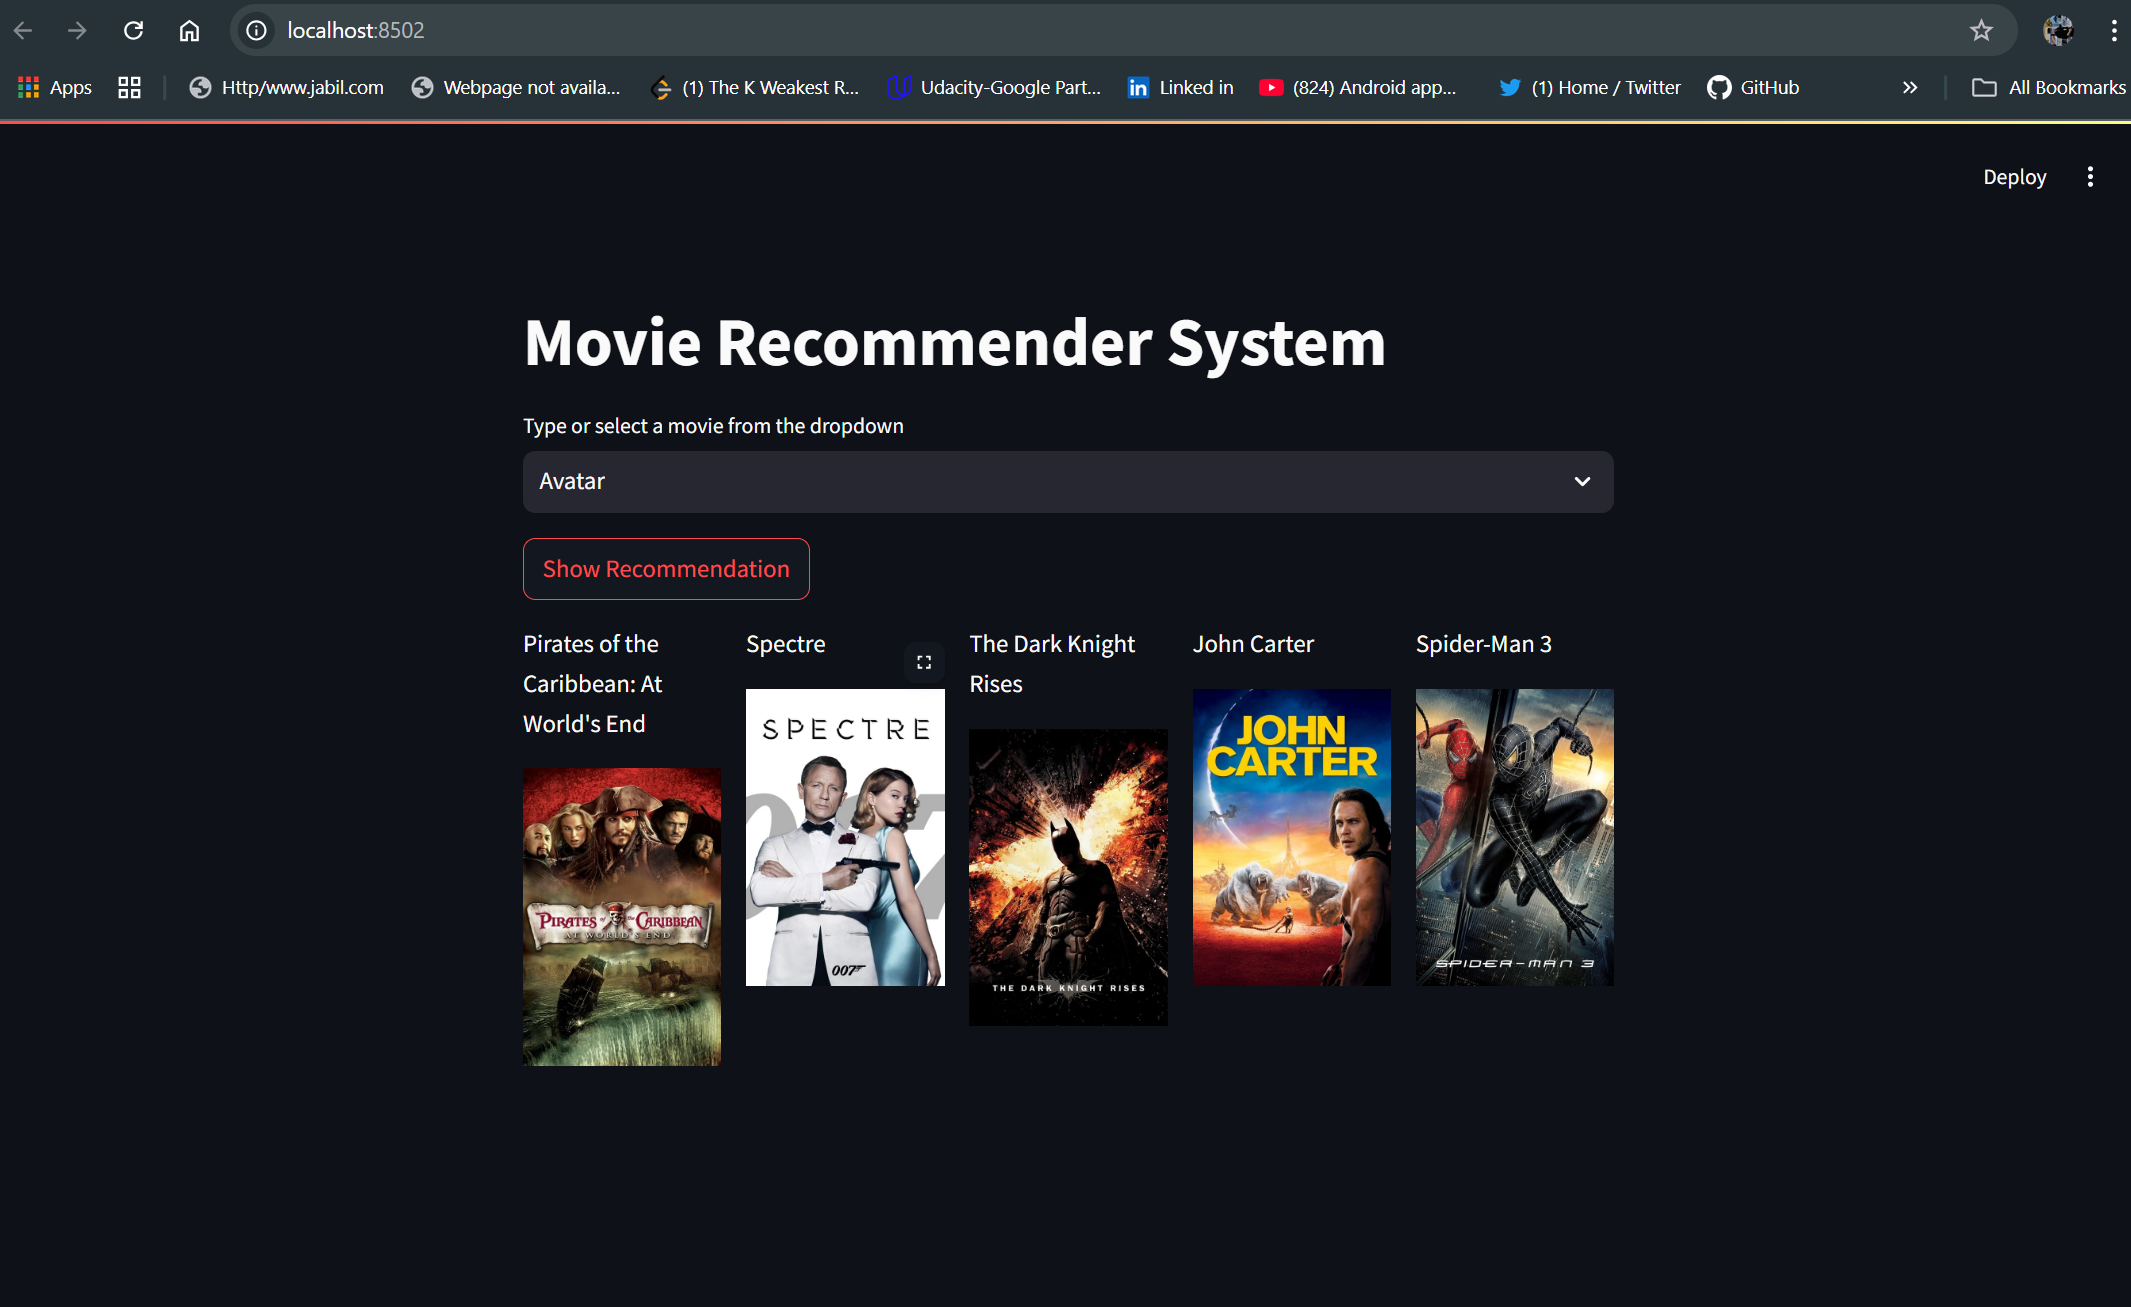 localhost:8502
Apps
Http/www.jabil.com
Webpage not availa...
(1) The K Weakest R...
Udacity-Google Part...
Linked in
(824) Android app...
(1) Home / Twitter
GitHub
All Bookmarks
Deploy
Movie Recommender System
Type or select a movie from the dropdown
Avatar
Show Recommendation
Pirates of the
Caribbean: At
World's End
Spectre
The Dark Knight
Rises
John Carter
Spider-Man 3
PIRATES of the CARIBBEAN
AT WORLD'S END
SPECTRE
007
007
THE DARK KNIGHT RISES
JOHN
CARTER
SPIDER-MAN 3